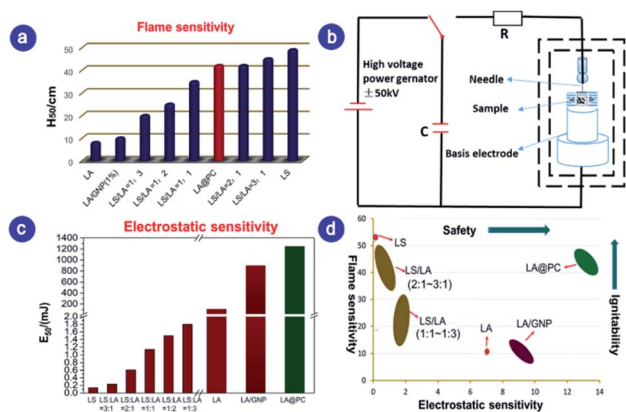 a
Flame sensitivity
H50/cm
50
40
30
20
10
0
LA
LA/GNP(1%)
LS/LA=1：3
LS/LA=1：2
LS/LA=1：1
LA@PC
LS/LA=2：1
LS/LA=3：1
LS
b
High voltage
power gernator
±50kV
R
C
Needle
Sample
Basis electrode
c
Electrostatic sensitivity
E50/(mJ)
1400
1200
1000
800
600
400
200
2.0
1.8
1.6
1.4
1.2
1.0
0.8
0.6
0.4
0.2
0.0
LS
LS:LA
=3:1
LS:LA
=2:1
LS:LA
=1:1
LS:LA
=1:2
LS:LA
=1:3
LA
LA/GNP
LA@PC
d
Safety
Ignitability
Flame sensitivity
60
50
40
30
20
10
0
LS
LS/LA
(2:1~3:1)
LS/LA
(1:1~1:3)
LA
LA/GNP
LA@PC
0 2 4 6 8 10 12 14
Electrostatic sensitivity